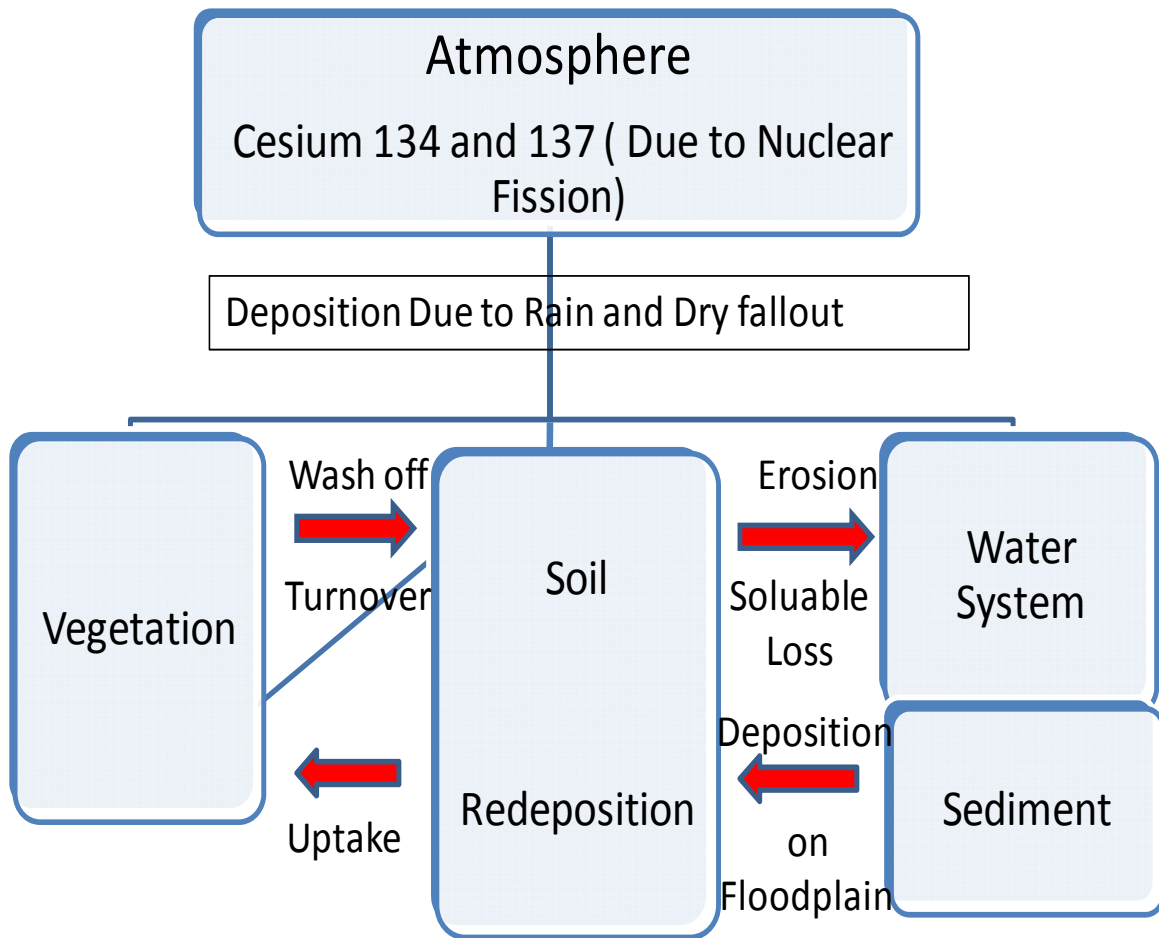 Atmosphere
Cesium 134 and 137 ( Due to Nuclear
Fission)
Deposition Due to Rain and Dry fallout
Vegetation
Wash off
Turnover
Uptake
Soil
Redeposition
Erosion
Soluable
Loss
Deposition
on
Floodplain
Water
System
Sediment